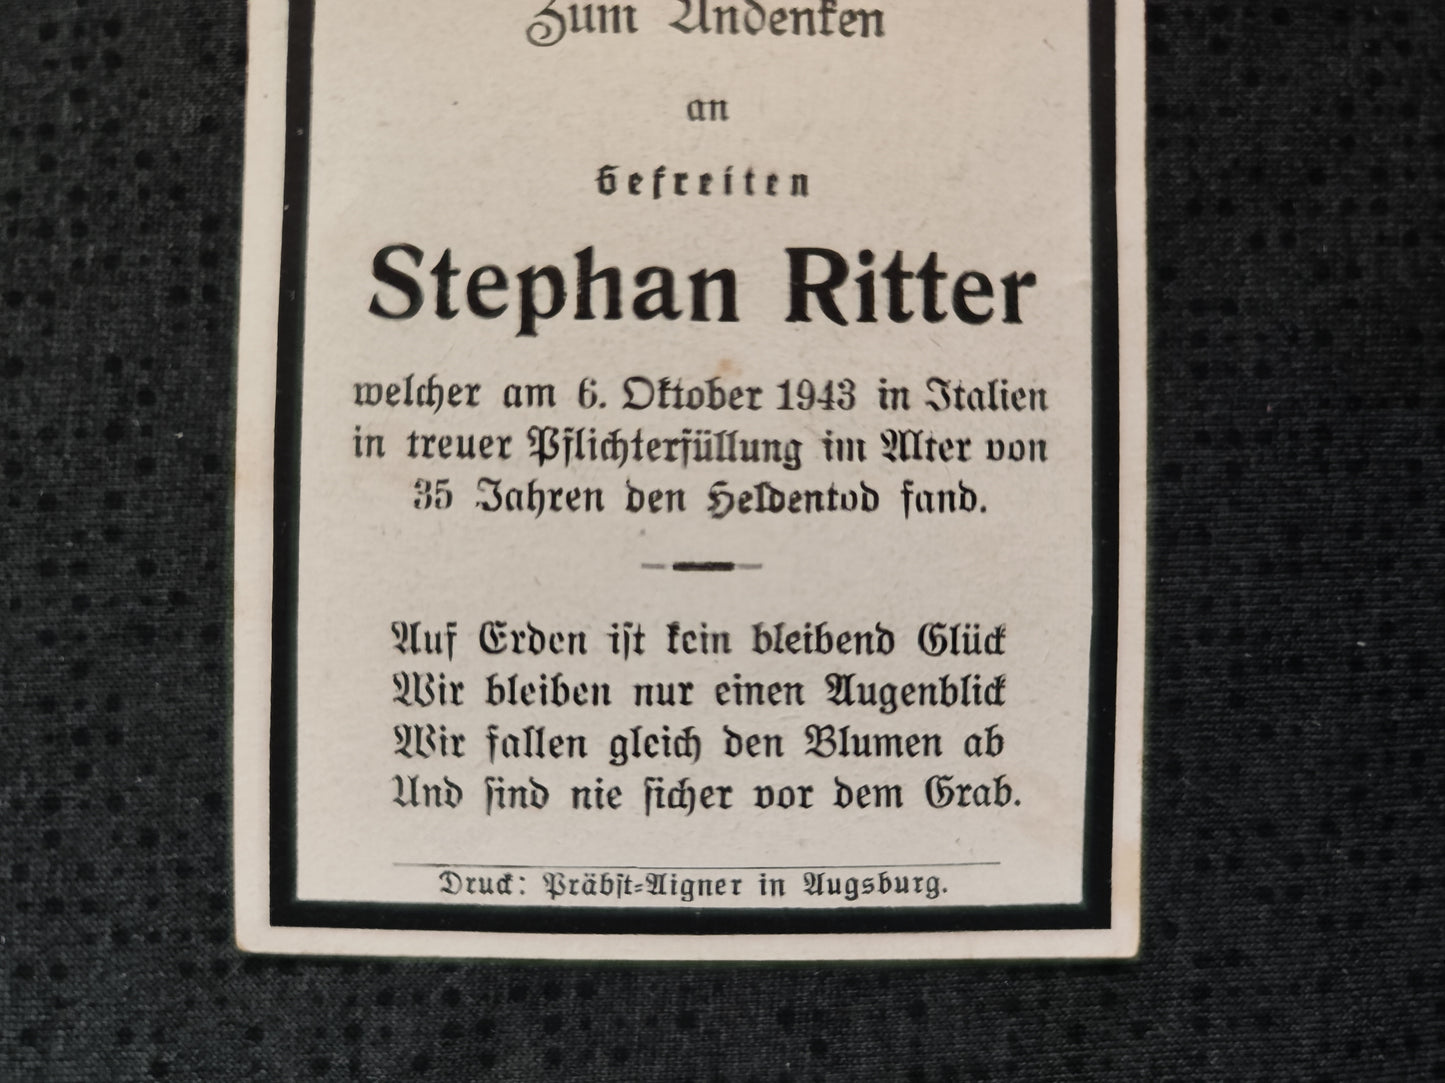 Zum Andenken
an
Gefreiten
Stephan Ritter
welcher am 6. Oktober 1943 in Italien
in treuer Pflichterfüllung im Alter von
35 Jahren den Heldentod fand.
Auf Erden ist kein bleibend Glück
Wir bleiben nur einen Augenblick
Wir fallen gleich den Blumen ab
Und sind nie sicher vor dem Grab.
Druck: Präbst-Aigner in Augsburg.